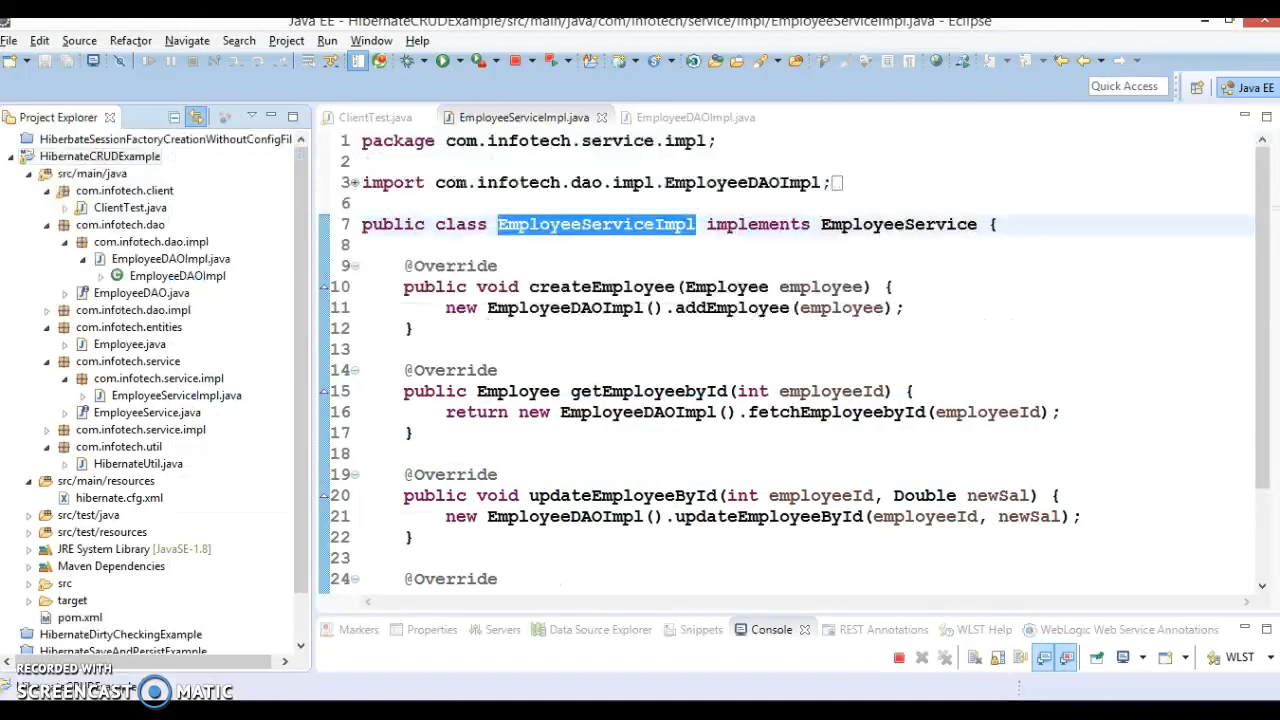 Java EE - HibernateCRUDExample/src/main/java/com/infotech/service/impl/EmployeeServiceImpl.java - Eclipse
File Edit Source Refactor Navigate Search Project Run Window Help
Quick Access
Java EE
Project Explorer
HibernateSessionFactoryCreationWithoutConfigFil
HibernateCRUDExample
src/main/java
com.infotech.client
ClientTest.java
com.infotech.dao
com.infotech.dao.impl
EmployeeDAOImpl.java
EmployeeDAOImpl
EmployeeDAO.java
com.infotech.dao.impl
com.infotech.entities
Employee.java
com.infotech.service
com.infotech.service.impl
EmployeeServiceImpl.java
EmployeeService.java
com.infotech.service.impl
com.infotech.util
HibernateUtil.java
src/main/resources
hibernate.cfg.xml
src/test/java
src/test/resources
JRE System Library [JavaSE-1.8]
Maven Dependencies
src
target
pom.xml
HibernateDirtyCheckingExample
HibernateSaveAndPersistExample
ClientTest.java EmployeeServiceImpl.java EmployeeDAOImpl.java
1 package com.infotech.service.impl;
2
3 import com.infotech.dao.impl.EmployeeDAOImpl;
6
7 public class EmployeeServiceImpl implements EmployeeService {
8
9 @Override
10 public void createEmployee(Employee employee) {
11 new EmployeeDAOImpl().addEmployee(employee);
12 }
13
14 @Override
15 public Employee getEmployeebyId(int employeeId) {
16 return new EmployeeDAOImpl().fetchEmployeebyId(employeeId);
17 }
18
19 @Override
20 public void updateEmployeeById(int employeeId, Double newSal) {
21 new EmployeeDAOImpl().updateEmployeeById(employeeId, newSal);
22 }
23
24 @Override
Markers Properties Servers Data Source Explorer Snippets Console REST Annotations WLST Help WebLogic Web Service Annotations
WLST
RECORDED WITH
SCREENCAST MATIC